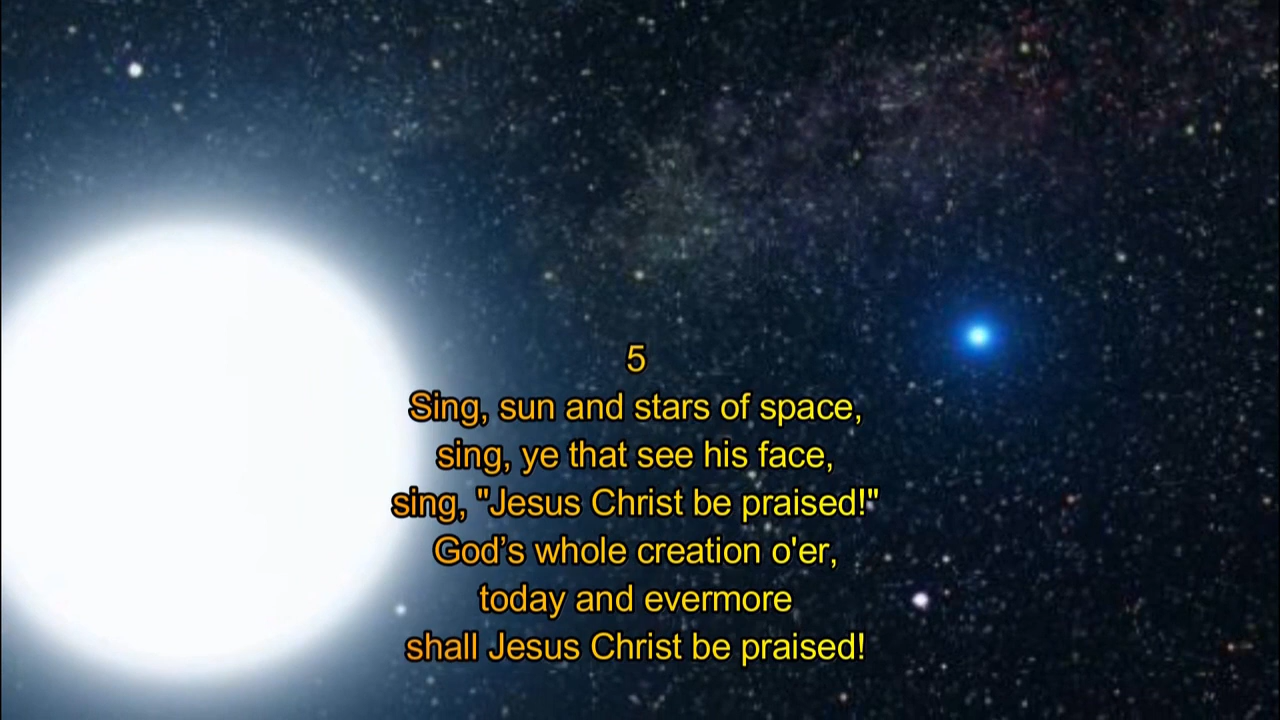 5
Sing, sun and stars of space,
sing, ye that see his face,
sing, "Jesus Christ be praised!"
God’s whole creation o'er,
today and evermore
shall Jesus Christ be praised!